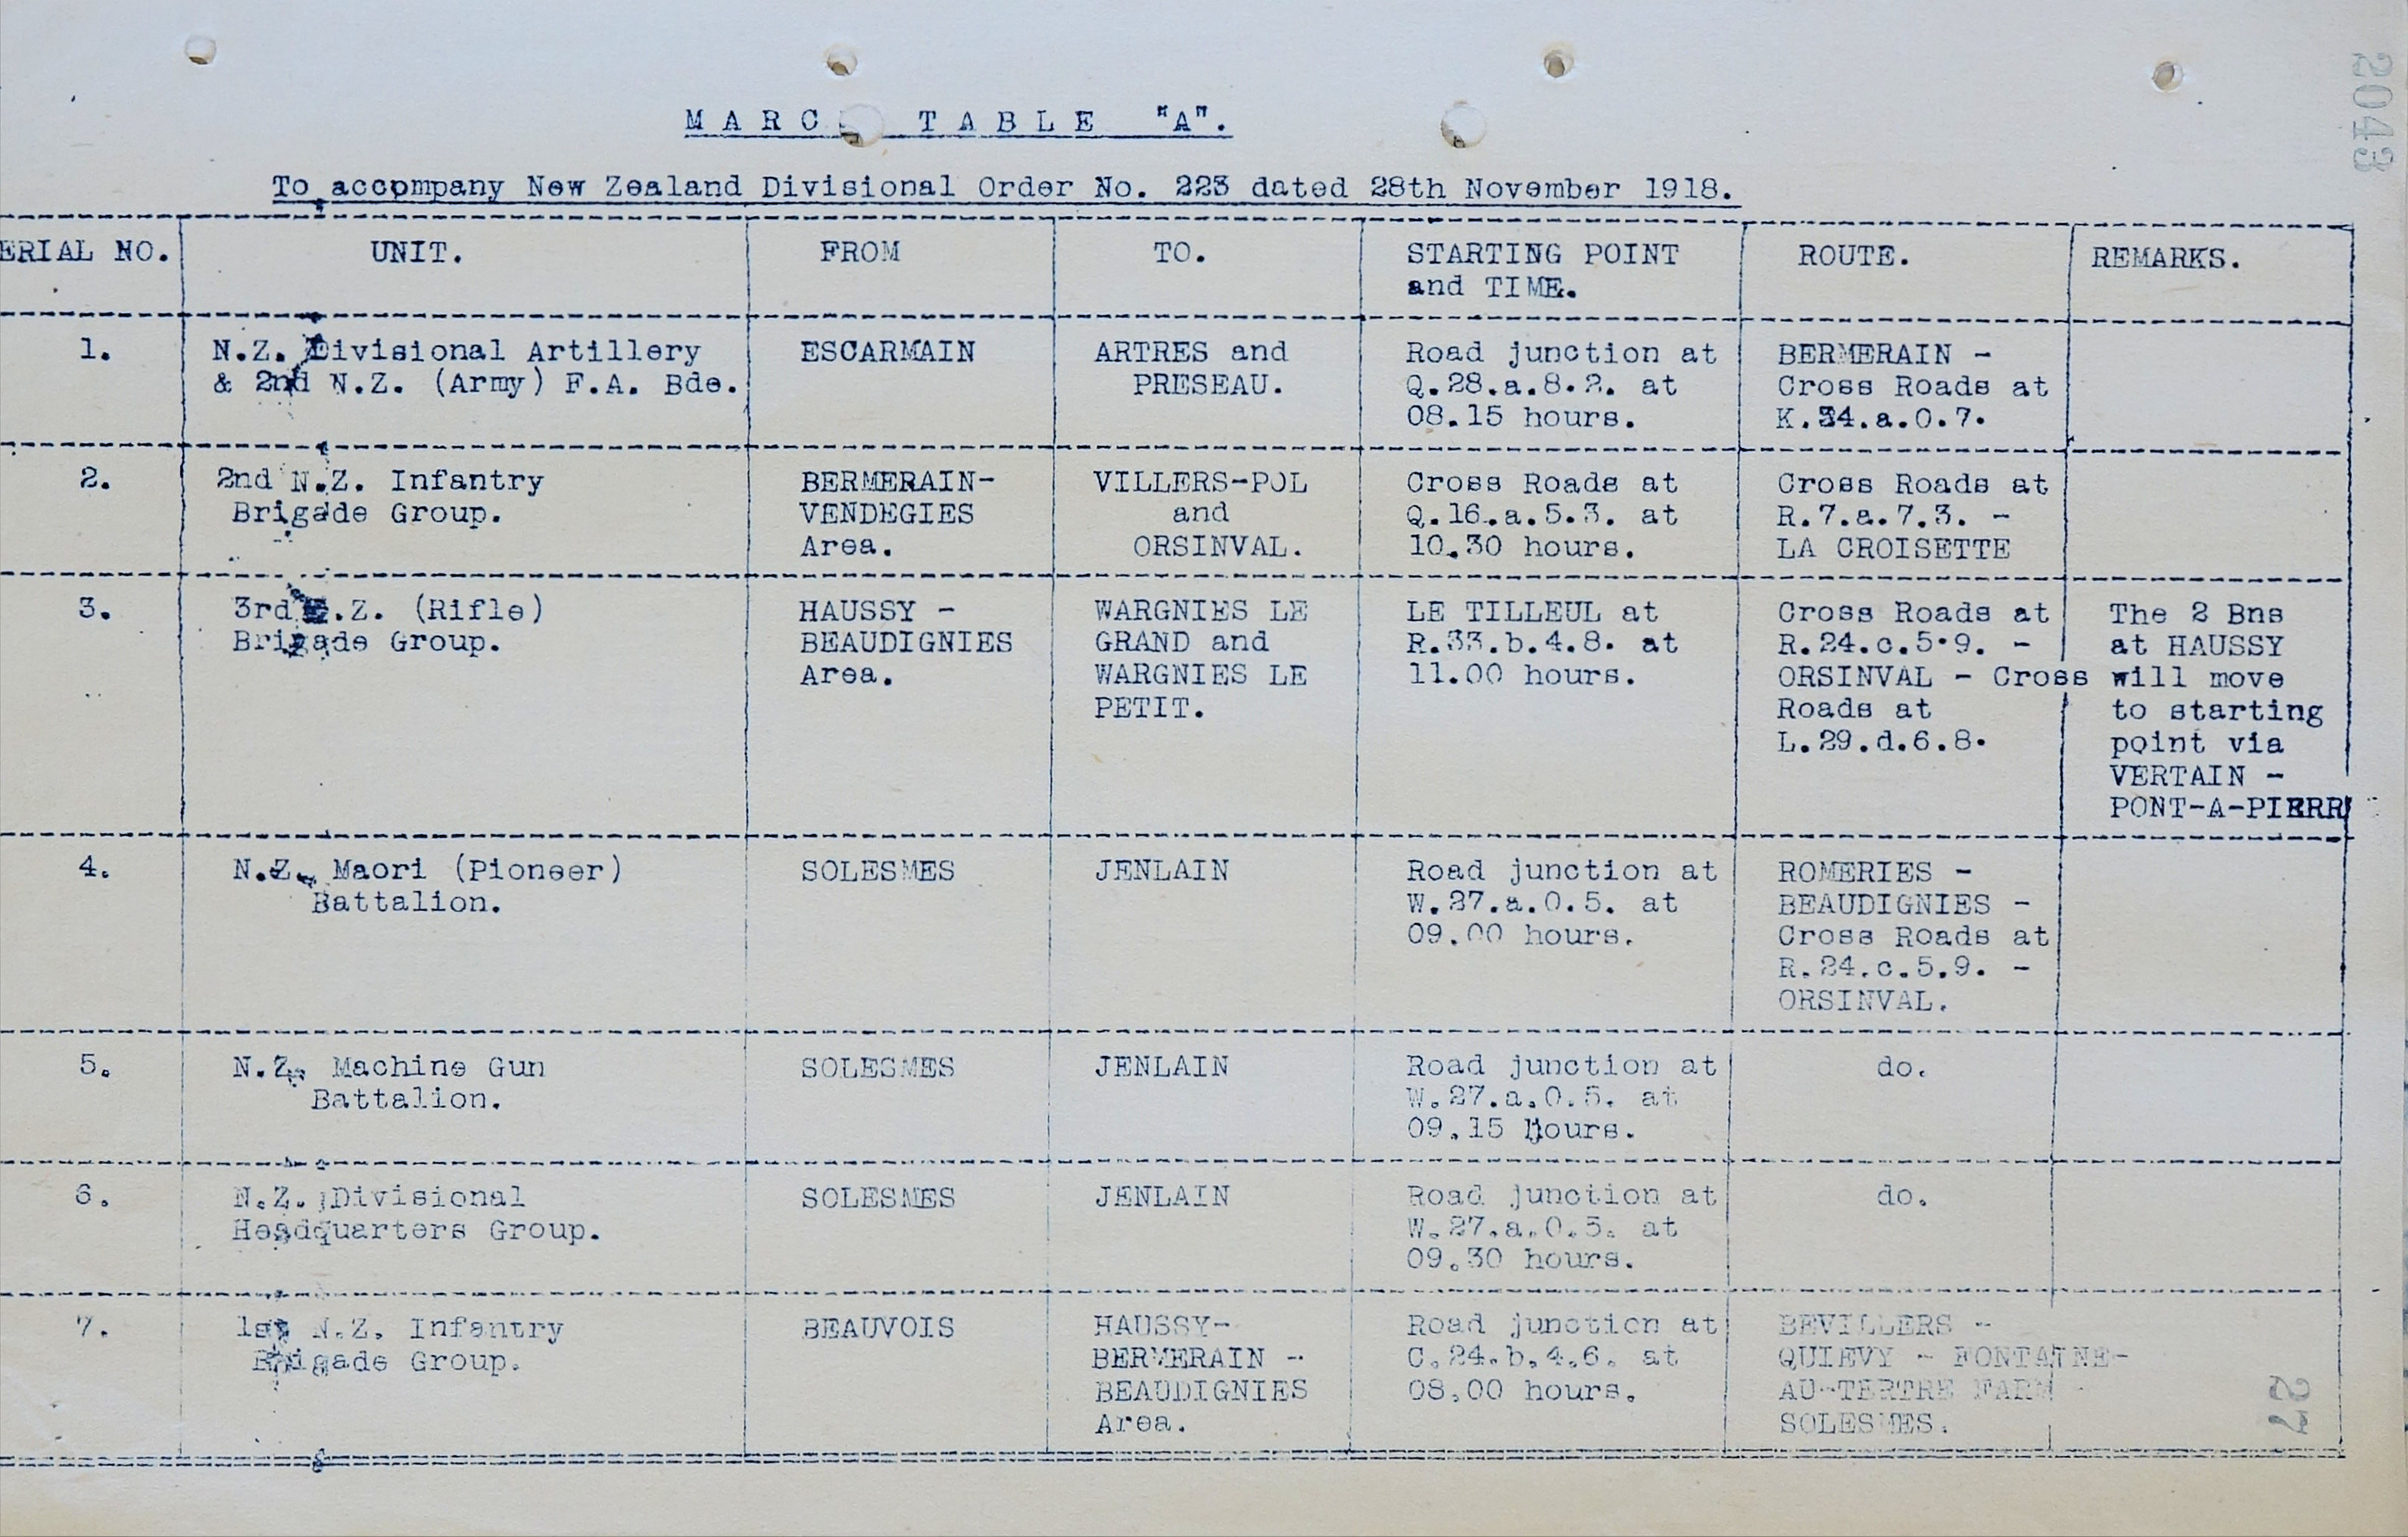 2043
MARC TABLE "A".
To accompany New Zealand Divisional Order No. 223 dated 28th November 1918.
ERIAL NO. UNIT. FROM TO. STARTING POINT and TIME. ROUTE. REMARKS.
1.
N.Z. Divisional Artillery
& 2nd N.Z. (Army) F.A. Bde.
ESCARMAIN
ARTRES and
PRESEAU.
Road junction at
Q.28.a.8.2. at
08.15 hours.
BERMERAIN -
Cross Roads at
K.34.a.0.7.
2.
2nd N.Z. Infantry
Brigade Group.
BERMERAIN-
VENDEGIES
Area.
VILLERS-POL
and
ORSINVAL.
Cross Roads at
Q.16.a.5.3. at
10.30 hours.
Cross Roads at
R.7.a.7.3. -
LA CROISETTE
3.
3rd N.Z. (Rifle)
Brigade Group.
HAUSSY -
BEAUDIGNIES
Area.
WARGNIES LE
GRAND and
WARGNIES LE
PETIT.
LE TILLEUL at
R.33.b.4.8. at
11.00 hours.
Cross Roads at
R.24.c.5.9. -
ORSINVAL - Cross
Roads at
L.29.d.6.8.
The 2 Bns
at HAUSSY
will move
to starting
point via
VERTAIN -
PONT-A-PIERR
4.
N.Z. Maori (Pioneer)
Battalion.
SOLESMES
JENLAIN
Road junction at
W.27.a.0.5. at
09.00 hours.
ROMERIES -
BEAUDIGNIES -
Cross Roads at
R.24.c.5.9. -
ORSINVAL.
5.
N.Z. Machine Gun
Battalion.
SOLESMES
JENLAIN
Road junction at
W.27.a.0.5. at
09.15 hours.
do.
6.
N.Z. Divisional
Headquarters Group.
SOLESMES
JENLAIN
Road junction at
W.27.a.0.5. at
09.30 hours.
do.
7.
1st N.Z. Infantry
Brigade Group.
BEAUVOIS
HAUSSY-
BERMERAIN -
BEAUDIGNIES
Area.
Road junction at
C.24.b.4.6. at
08.00 hours.
BEVILLERS -
QUIEVY - FONTAINE-
AU-TERTRE FARM
SOLESMES.
27